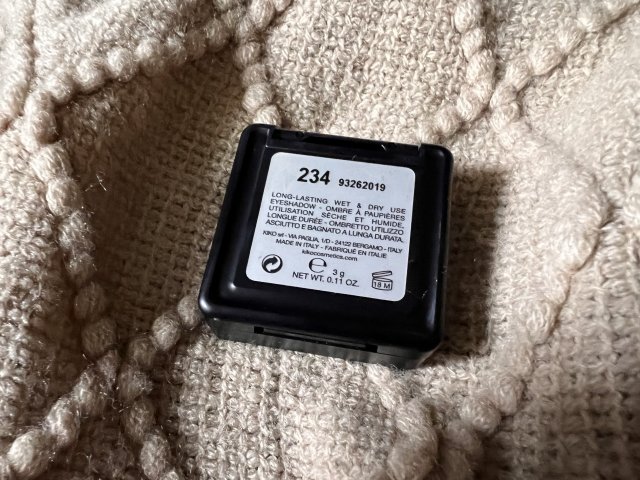 234 93262019
LONG-LASTING WET & DRY USE
EYESHADOW - OMBRE À PAUPIÈRES
UTILISATION SÈCHE ET HUMIDE,
LONGUE DURÉE - OMBRETTO UTILIZZO
ASCIUTTO E BAGNATO A LUNGA DURATA.
KIKO srl - VIA PAGLIA, 1/D - 24122 BERGAMO - ITALY
MADE IN ITALY - FABRIQUÉ EN ITALIE
kikocosmetics.com
℮ 3 g
NET WT. 0.11 OZ.
18 M